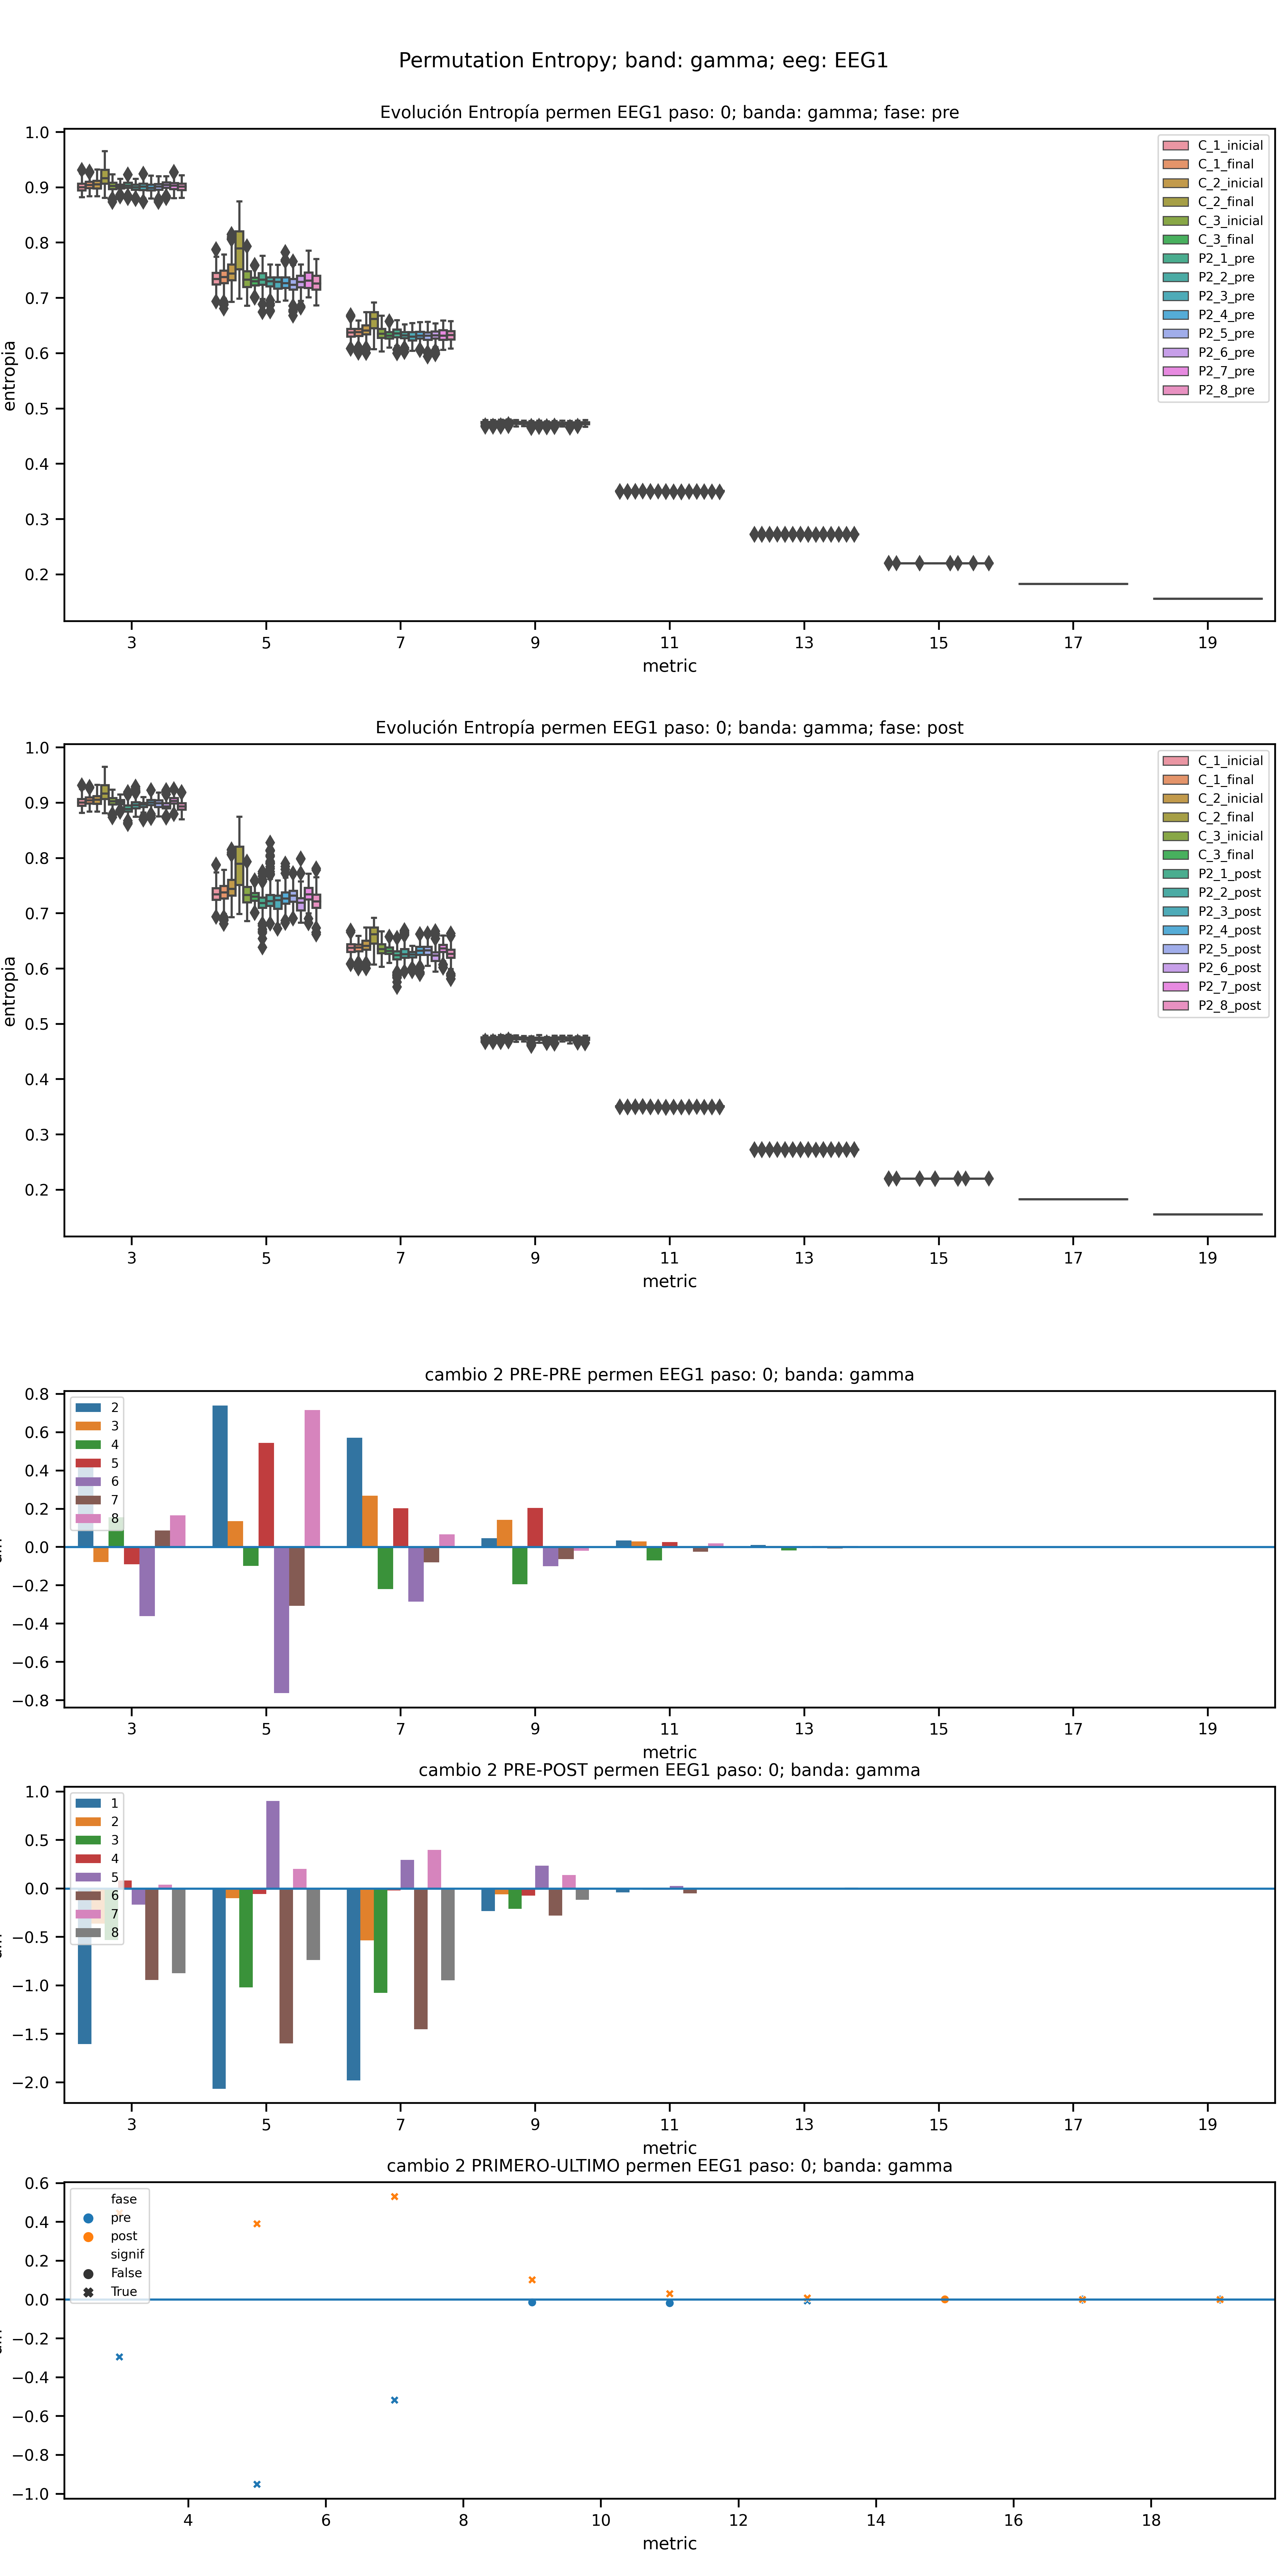 Permutation Entropy; band: gamma; eeg: EEG1
Evolución Entropía permen EEG1 paso: 0; banda: gamma; fase: pre
1.0
0.9
0.8
0.7
0.6
0.5
0.4
0.3
0.2
entropia
C_1_inicial
C_1_final
C_2_inicial
C_2_final
C_3_inicial
C_3_final
P2_1_pre
P2_2_pre
P2_3_pre
P2_4_pre
P2_5_pre
P2_6_pre
P2_7_pre
P2_8_pre
3 5 7 9 11 13 15 17 19
metric
Evolución Entropía permen EEG1 paso: 0; banda: gamma; fase: post
1.0
0.9
0.8
0.7
0.6
0.5
0.4
0.3
0.2
entropia
C_1_inicial
C_1_final
C_2_inicial
C_2_final
C_3_inicial
C_3_final
P2_1_post
P2_2_post
P2_3_post
P2_4_post
P2_5_post
P2_6_post
P2_7_post
P2_8_post
3 5 7 9 11 13 15 17 19
metric
cambio 2 PRE-PRE permen EEG1 paso: 0; banda: gamma
0.8
0.6
0.4
0.2
0.0
−0.2
−0.4
−0.6
−0.8
2
3
4
5
6
7
8
3 5 7 9 11 13 15 17 19
metric
cambio 2 PRE-POST permen EEG1 paso: 0; banda: gamma
1.0
0.5
0.0
−0.5
−1.0
−1.5
−2.0
1
2
3
4
5
6
7
8
3 5 7 9 11 13 15 17 19
metric
cambio 2 PRIMERO-ULTIMO permen EEG1 paso: 0; banda: gamma
0.6
0.4
0.2
0.0
−0.2
−0.4
−0.6
−0.8
−1.0
fase
pre
post
signif
False
True
4 6 8 10 12 14 16 18
metric